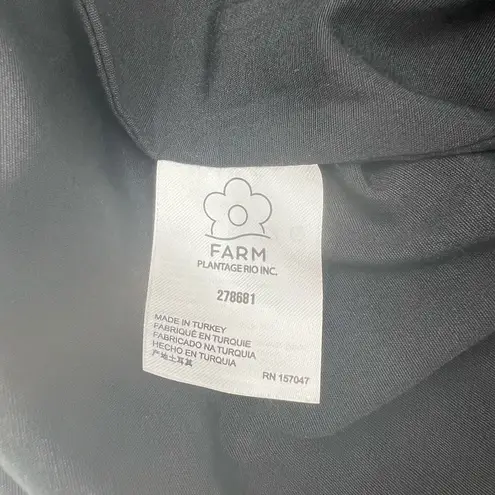 FARM
PLANTAGE RIO INC.
278681
MADE IN TURKEY
FABRIQUÉ EN TURQUIE
FABRICADO NA TURQUIA
HECHO EN TURQUIA
产地土耳其
RN 157047